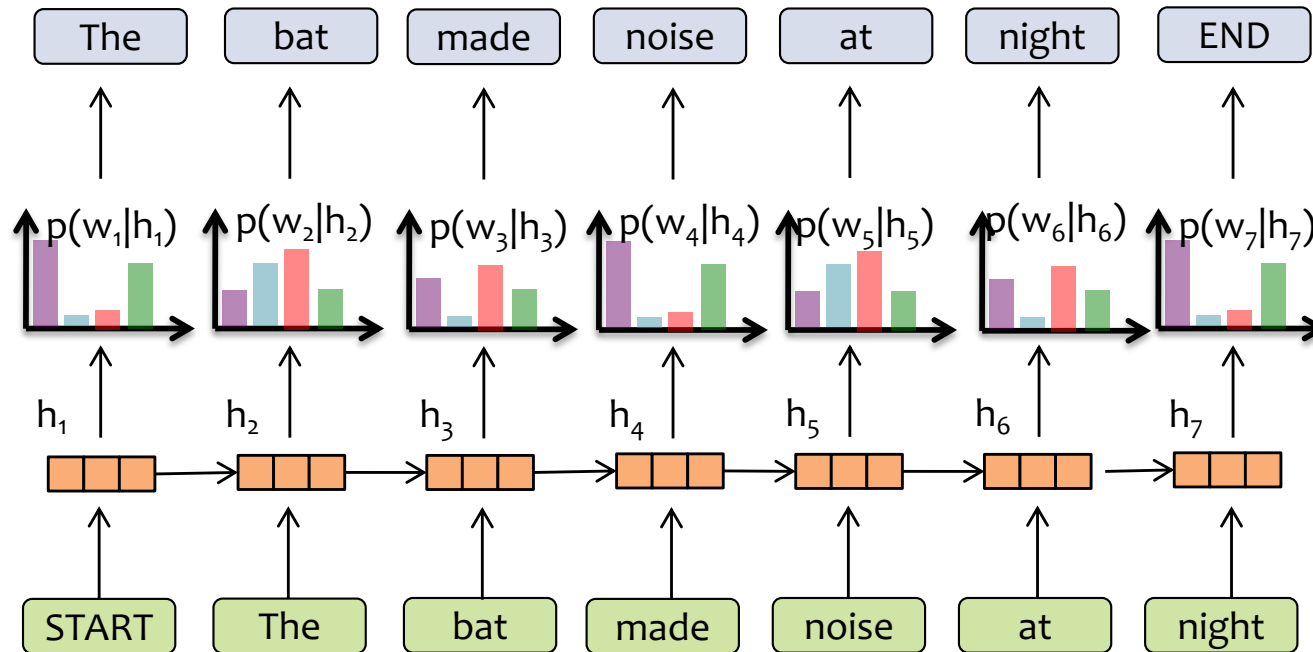 The bat made noise at night END
p(w₁|h₁) p(w₂|h₂) p(w₃|h₃) p(w₄|h₄) p(w₅|h₅) p(w₆|h₆) p(w₇|h₇)
h₁ h₂ h₃ h₄ h₅ h₆ h₇
START The bat made noise at night